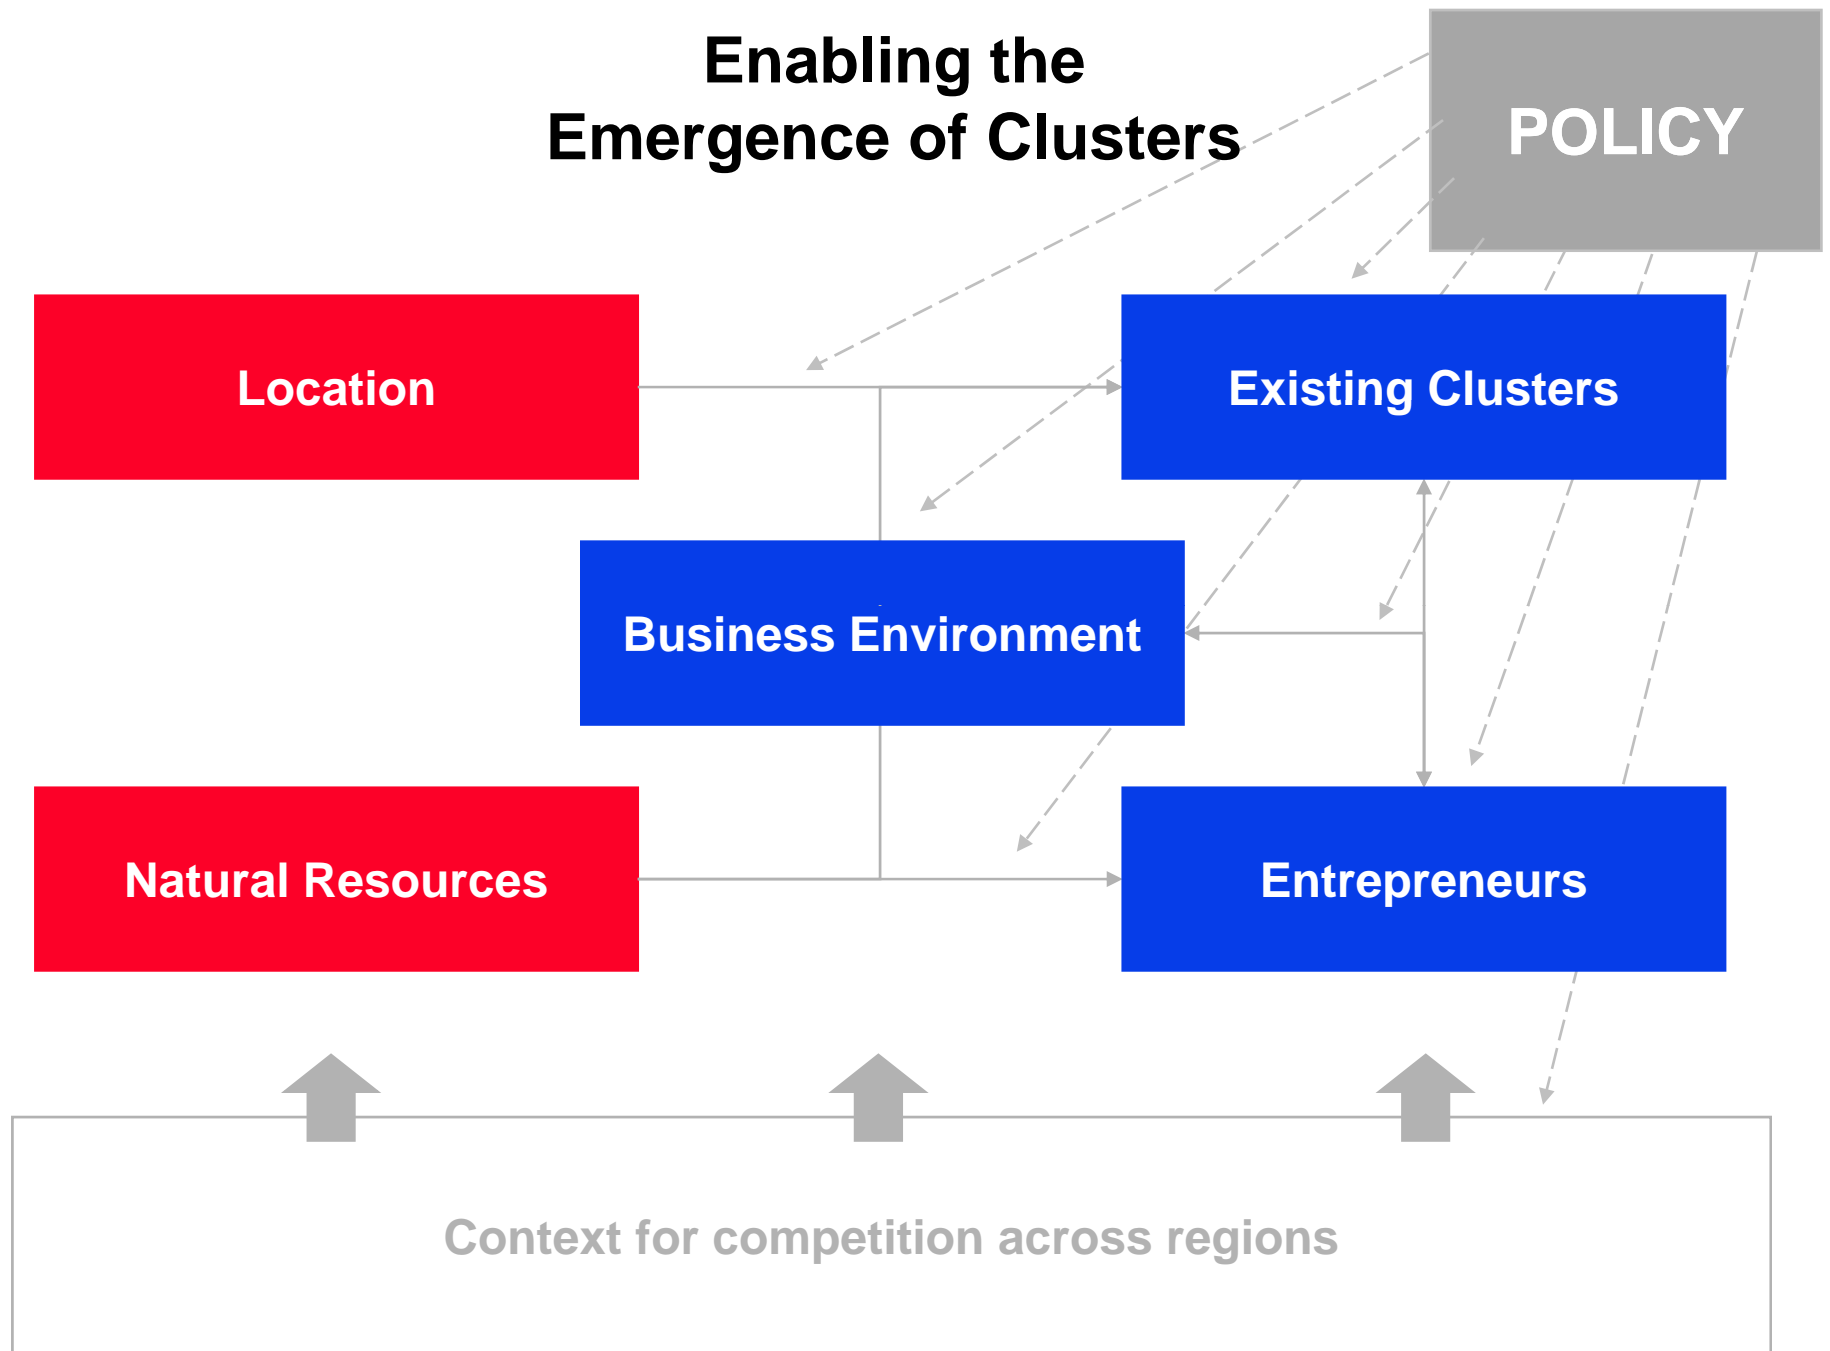 Enabling the
Emergence of Clusters
POLICY
Location
Existing Clusters
Business Environment
Natural Resources
Entrepreneurs
Context for competition across regions